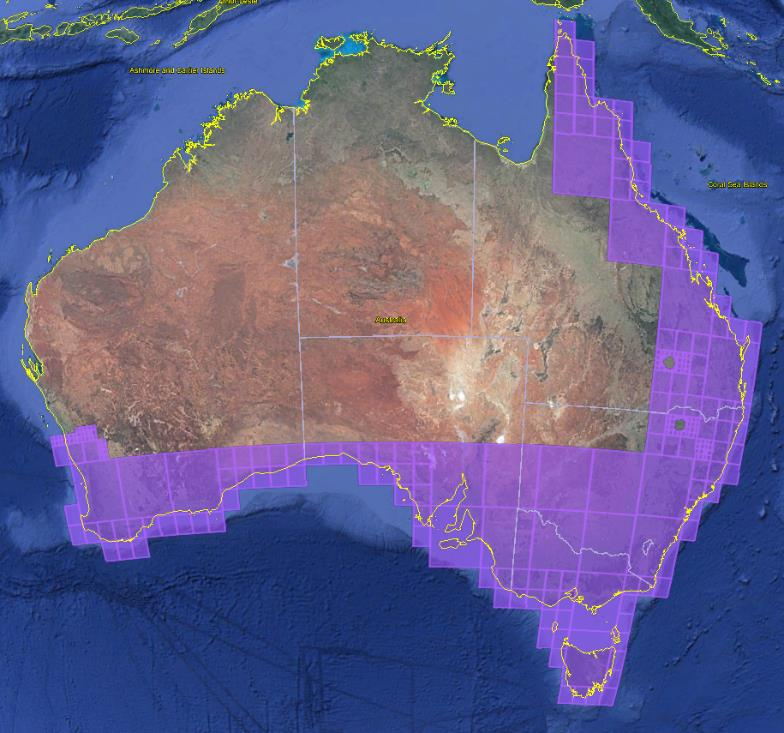 Ashmore and Cartier Islands
Coral Sea Islands
Australia